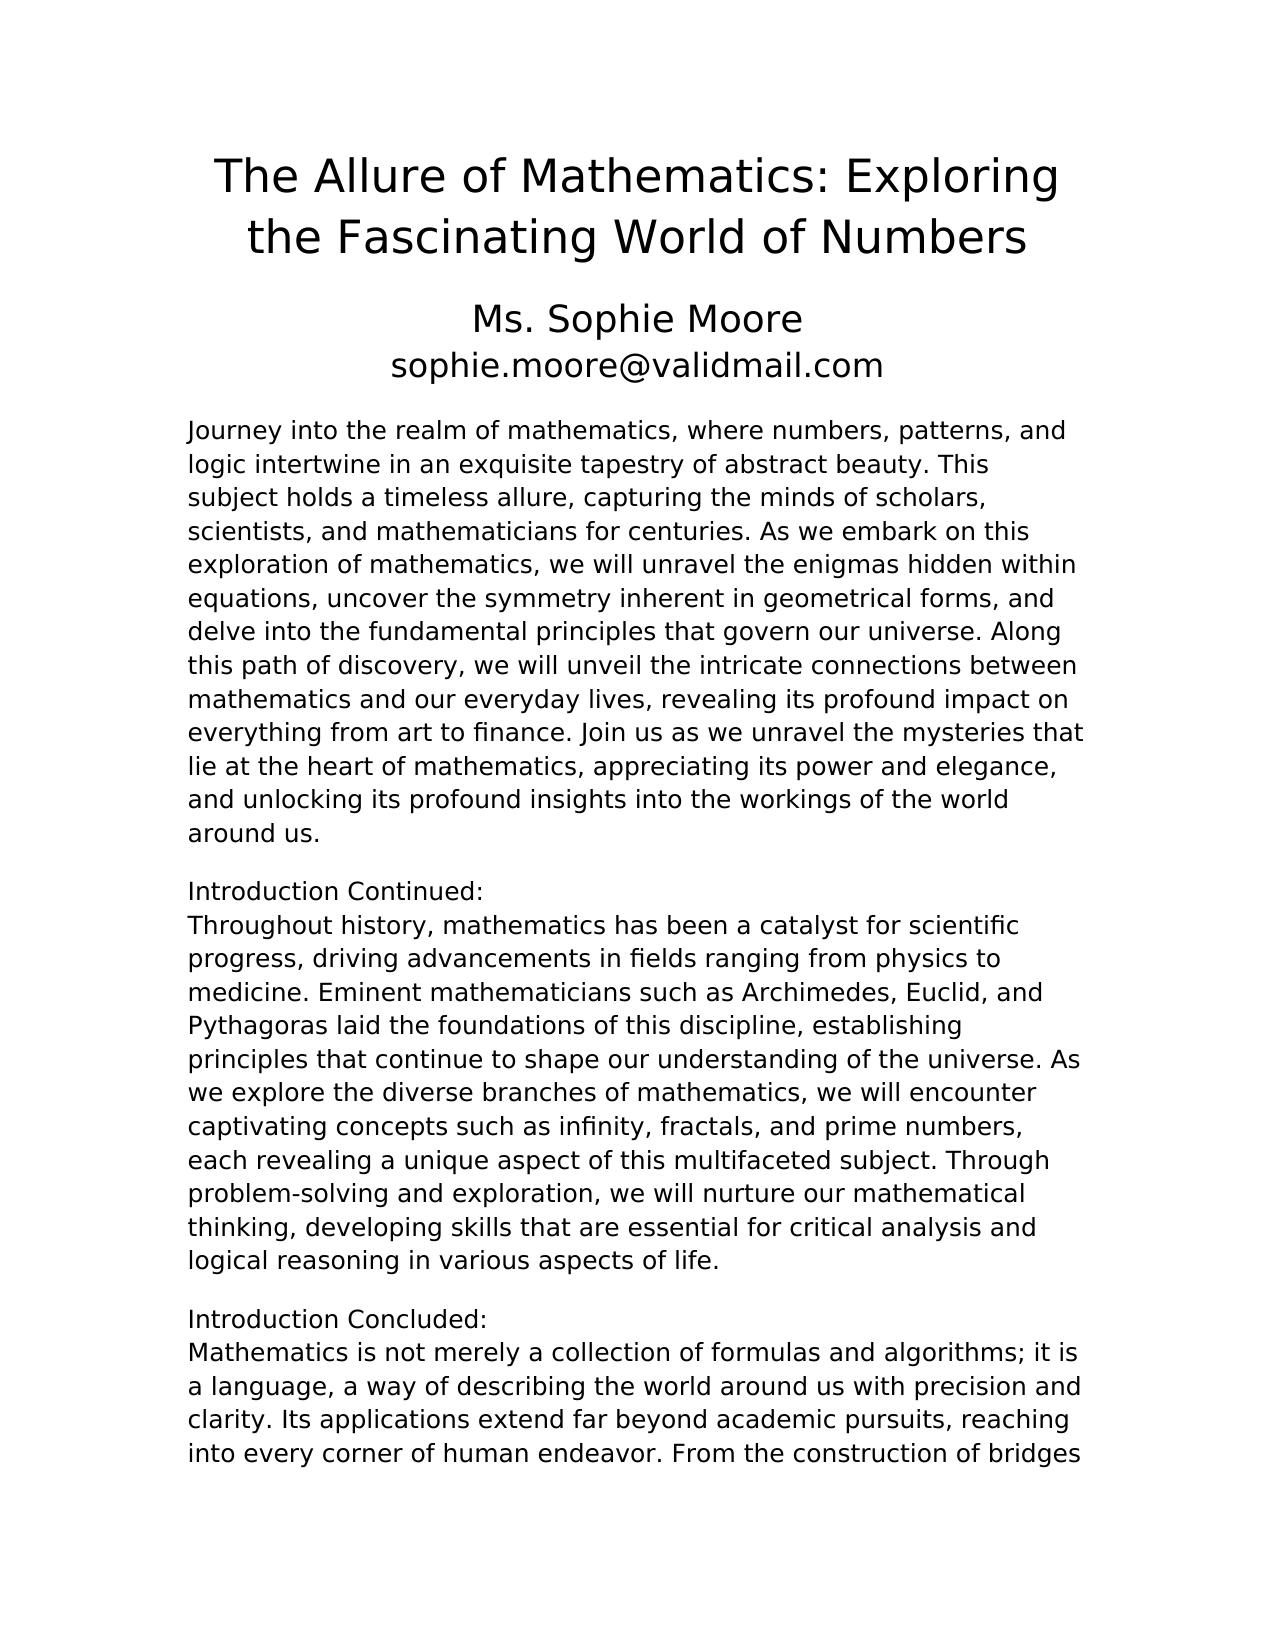 The Allure of Mathematics: Exploring
the Fascinating World of Numbers
Ms. Sophie Moore
sophie.moore@validmail.com
Journey into the realm of mathematics, where numbers, patterns, and
logic intertwine in an exquisite tapestry of abstract beauty. This
subject holds a timeless allure, capturing the minds of scholars,
scientists, and mathematicians for centuries. As we embark on this
exploration of mathematics, we will unravel the enigmas hidden within
equations, uncover the symmetry inherent in geometrical forms, and
delve into the fundamental principles that govern our universe. Along
this path of discovery, we will unveil the intricate connections between
mathematics and our everyday lives, revealing its profound impact on
everything from art to finance. Join us as we unravel the mysteries that
lie at the heart of mathematics, appreciating its power and elegance,
and unlocking its profound insights into the workings of the world
around us.
Introduction Continued:
Throughout history, mathematics has been a catalyst for scientific
progress, driving advancements in fields ranging from physics to
medicine. Eminent mathematicians such as Archimedes, Euclid, and
Pythagoras laid the foundations of this discipline, establishing
principles that continue to shape our understanding of the universe. As
we explore the diverse branches of mathematics, we will encounter
captivating concepts such as infinity, fractals, and prime numbers,
each revealing a unique aspect of this multifaceted subject. Through
problem-solving and exploration, we will nurture our mathematical
thinking, developing skills that are essential for critical analysis and
logical reasoning in various aspects of life.
Introduction Concluded:
Mathematics is not merely a collection of formulas and algorithms; it is
a language, a way of describing the world around us with precision and
clarity. Its applications extend far beyond academic pursuits, reaching
into every corner of human endeavor. From the construction of bridges